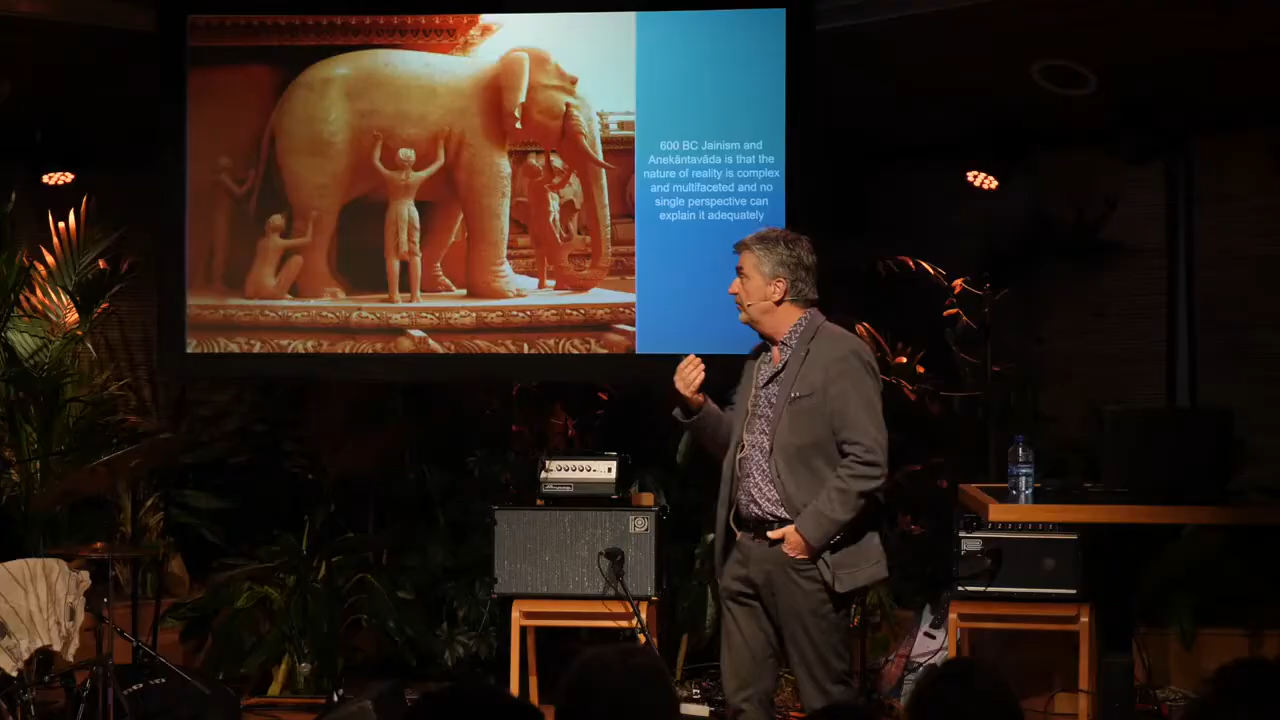 600 BC Jainism and
Anekāntavāda is that the
nature of reality is complex
and multifaceted and no
single perspective can
explain it adequately
Ampeg